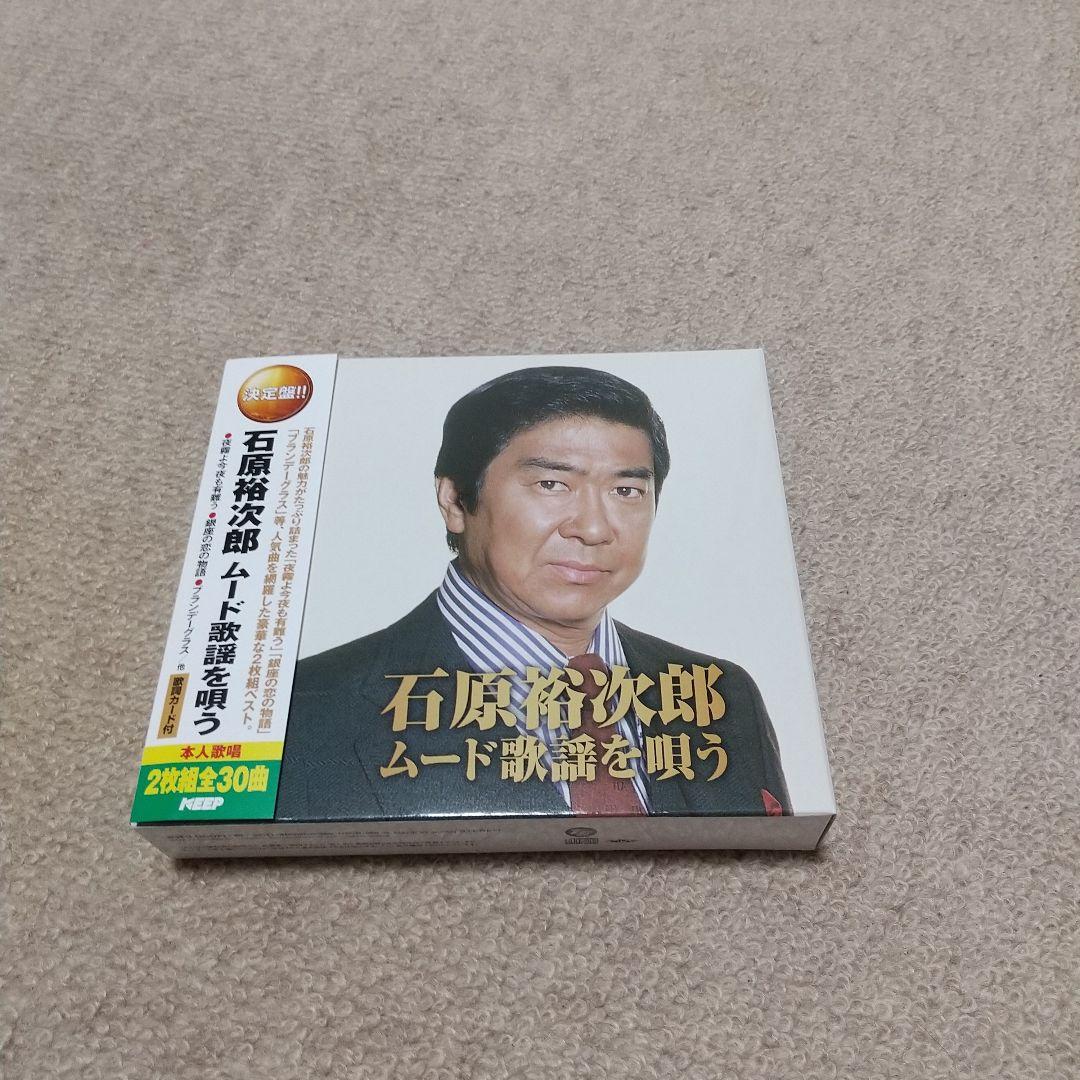 決定盤!!
石原裕次郎の魅力がたっぷり詰まった「夜霧よ今夜も有難う」「銀座の恋の物語」
「ブランデーグラス」等、人気曲を網羅した豪華な2枚組ベスト。
石原裕次郎 ムード歌謡を唄う
●夜霧よ今夜も有難う ●銀座の恋の物語 ●ブランデーグラス 他
歌詞カード付
本人歌唱
2枚組全30曲
KEEP
石原裕次郎
ムード歌謡を唄う